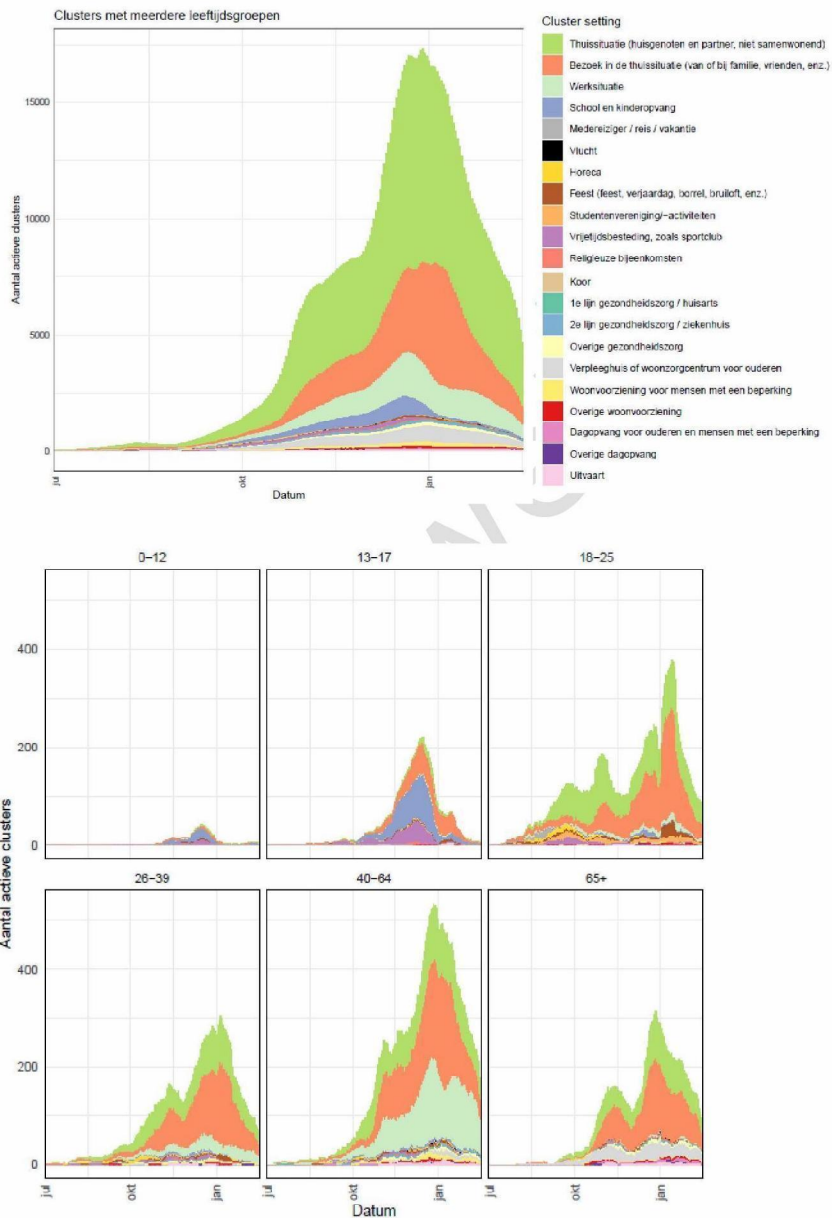 Clusters met meerdere leeftijdsgroepen
Aantal actieve clusters
15000
10000
5000
0
jul
okt
jan
Datum
Cluster setting
Thuissituatie (huisgenoten en partner, niet samenwonend)
Bezoek in de thuissituatie (van of bij familie, vrienden, enz.)
Werksituatie
School en kinderopvang
Medereiziger / reis / vakantie
Vlucht
Horeca
Feest (feest, verjaardag, borrel, bruiloft, enz.)
Studentenvereniging/-activiteiten
Vrijetijdsbesteding, zoals sportclub
Religieuze bijeenkomsten
Koor
1e lijn gezondheidszorg / huisarts
2e lijn gezondheidszorg / ziekenhuis
Overige gezondheidszorg
Verpleeghuis of woonzorgcentrum voor ouderen
Woonvoorziening voor mensen met een beperking
Overige woonvoorziening
Dagopvang voor ouderen en mensen met een beperking
Overige dagopvang
Uitvaart
0-12
13-17
18-25
Aantal actieve clusters
400
200
0
26-39
40-64
65+
400
200
0
jul
okt
jan
jul
okt
jan
jul
okt
jan
Datum